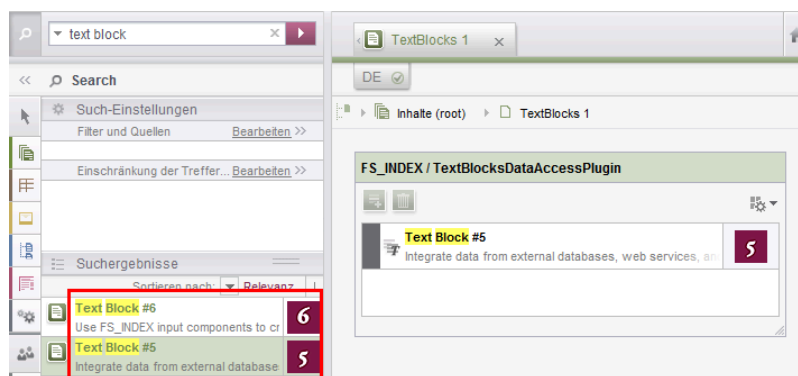 text block
Search
Such-Einstellungen
Filter und Quellen Bearbeiten >>
Einschränkung der Treffer... Bearbeiten >>
Suchergebnisse
Sortieren nach: Relevanz
Text Block #6
Use FS_INDEX input components to cr
6
Text Block #5
Integrate data from external database
5
TextBlocks 1
DE
Inhalte (root) TextBlocks 1
FS_INDEX / TextBlocksDataAccessPlugin
Text Block #5
Integrate data from external databases, web services, an
5